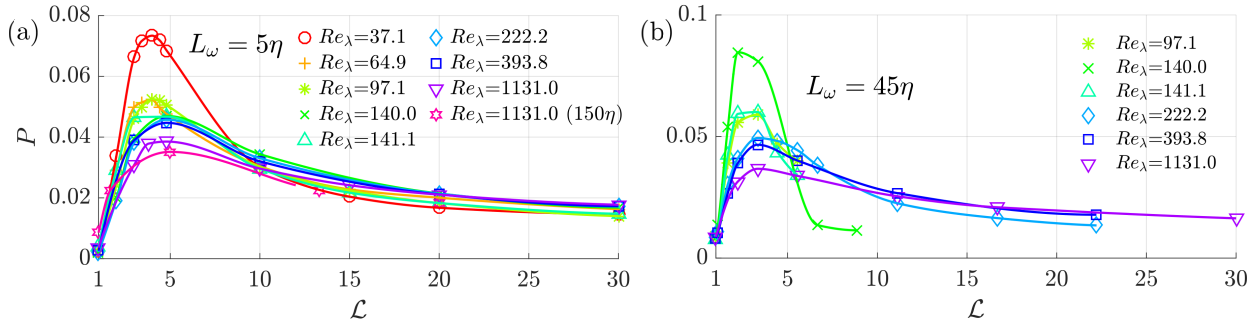 (a)
P
0.08
0.06
0.04
0.02
0
L_ω = 5η
Re_λ=37.1
Re_λ=64.9
Re_λ=97.1
Re_λ=140.0
Re_λ=141.1
Re_λ=222.2
Re_λ=393.8
Re_λ=1131.0
Re_λ=1131.0 (150η)
1 5 10 15 20 25 30
ℒ
(b)
0.1
0.05
0
L_ω = 45η
Re_λ=97.1
Re_λ=140.0
Re_λ=141.1
Re_λ=222.2
Re_λ=393.8
Re_λ=1131.0
1 5 10 15 20 25 30
ℒ